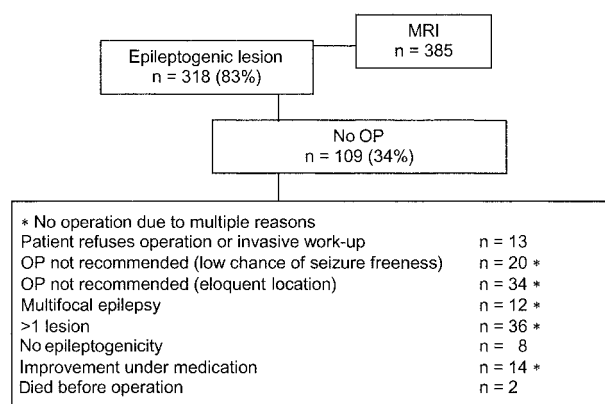 MRI
n = 385
Epileptogenic lesion
n = 318 (83%)
No OP
n = 109 (34%)
* No operation due to multiple reasons
Patient refuses operation or invasive work-up n = 13
OP not recommended (low chance of seizure freeness) n = 20 *
OP not recommended (eloquent location) n = 34 *
Multifocal epilepsy n = 12 *
>1 lesion n = 36 *
No epileptogenicity n = 8
Improvement under medication n = 14 *
Died before operation n = 2